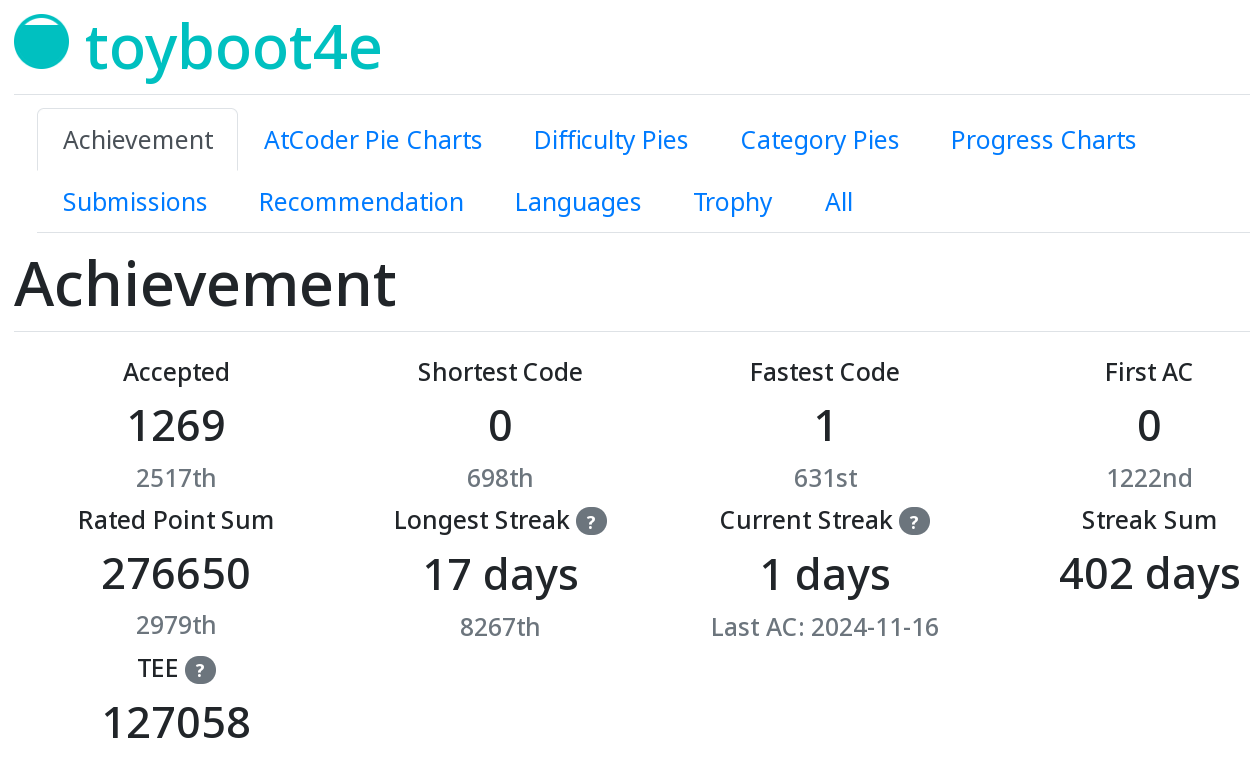 toyboot4e
Achievement AtCoder Pie Charts Difficulty Pies Category Pies Progress Charts
Submissions Recommendation Languages Trophy All
Achievement
Accepted Shortest Code Fastest Code First AC
1269 0 1 0
2517th 698th 631st 1222nd
Rated Point Sum Longest Streak ? Current Streak ? Streak Sum
276650 17 days 1 days 402 days
2979th 8267th Last AC: 2024-11-16
TEE ?
127058